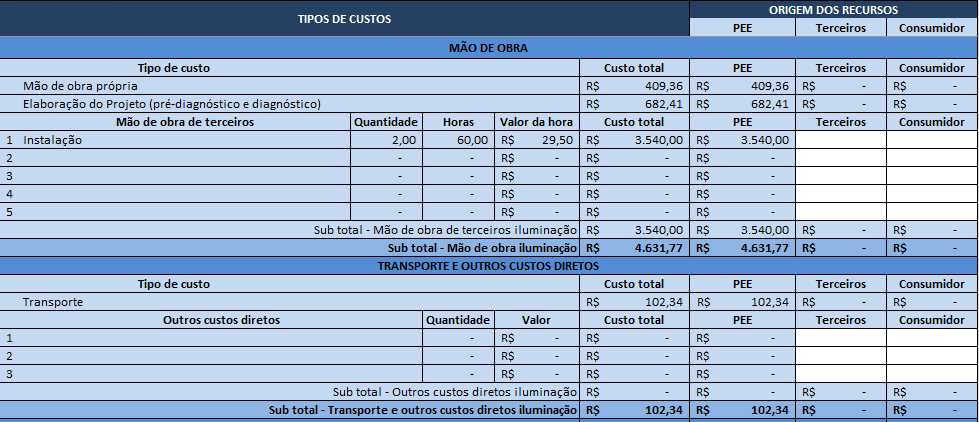 TIPOS DE CUSTOS ORIGEM DOS RECURSOS
PEE Terceiros Consumidor
MÃO DE OBRA
Tipo de custo Custo total PEE Terceiros Consumidor
Mão de obra própria R$ 409,36 R$ 409,36 R$ - R$ -
Elaboração do Projeto (pré-diagnóstico e diagnóstico) R$ 682,41 R$ 682,41 R$ - R$ -
Mão de obra de terceiros Quantidade Horas Valor da hora Custo total PEE Terceiros Consumidor
1 Instalação 2,00 60,00 R$ 29,50 R$ 3.540,00 R$ 3.540,00
2 - - R$ - R$ - R$ -
3 - - R$ - R$ - R$ -
4 - - R$ - R$ - R$ -
5 - - R$ - R$ - R$ -
Sub total - Mão de obra de terceiros iluminação R$ 3.540,00 R$ 3.540,00 R$ - R$ -
Sub total - Mão de obra iluminação R$ 4.631,77 R$ 4.631,77 R$ - R$ -
TRANSPORTE E OUTROS CUSTOS DIRETOS
Tipo de custo Custo total PEE Terceiros Consumidor
Transporte R$ 102,34 R$ 102,34 R$ - R$ -
Outros custos diretos Quantidade Valor Custo total PEE Terceiros Consumidor
1 - R$ - R$ - R$ -
2 - R$ - R$ - R$ -
3 - R$ - R$ - R$ -
Sub total - Outros custos diretos iluminação R$ - R$ - R$ - R$ -
Sub total - Transporte e outros custos diretos iluminação R$ 102,34 R$ 102,34 R$ - R$ -